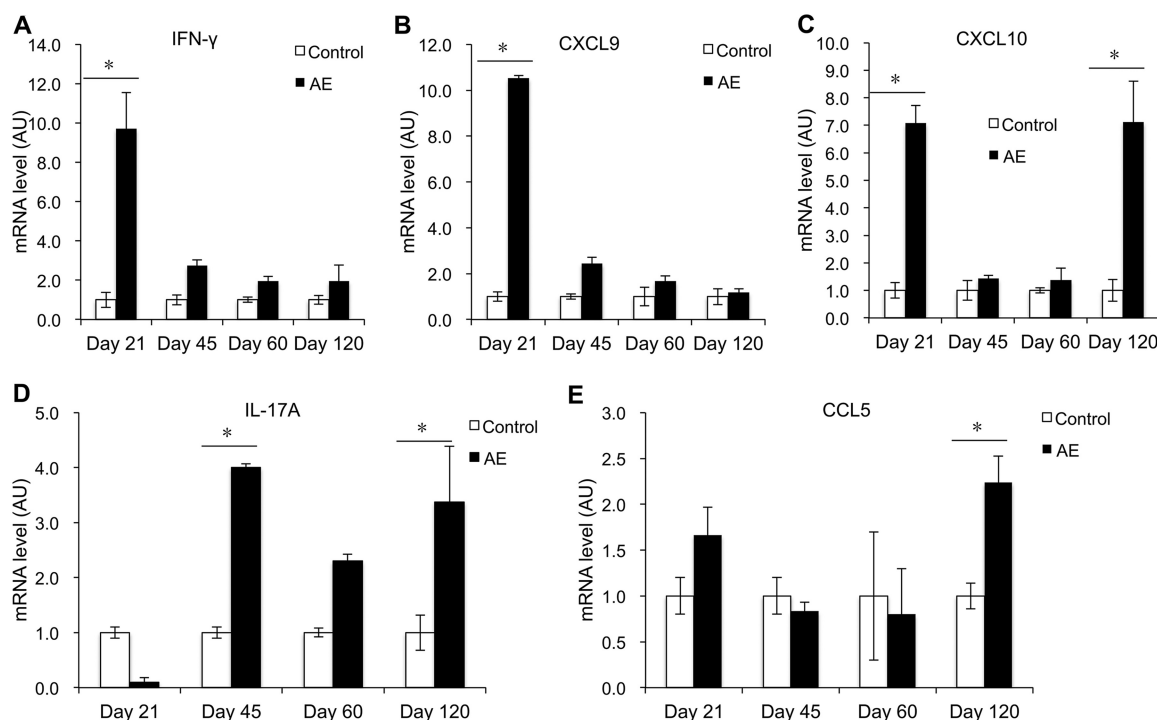 A
IFN-γ
14.0
12.0
10.0
8.0
6.0
4.0
2.0
0.0
mRNA level (AU)
*
Control
AE
Day 21 Day 45 Day 60 Day 120
B
CXCL9
12.0
10.0
8.0
6.0
4.0
2.0
0.0
mRNA level (AU)
*
Control
AE
Day 21 Day 45 Day 60 Day 120
C
CXCL10
10.0
9.0
8.0
7.0
6.0
5.0
4.0
3.0
2.0
1.0
0.0
mRNA level (AU)
*
*
Control
AE
Day 21 Day 45 Day 60 Day 120
D
IL-17A
5.0
4.0
3.0
2.0
1.0
0.0
mRNA level (AU)
*
*
Control
AE
Day 21 Day 45 Day 60 Day 120
E
CCL5
3.0
2.5
2.0
1.5
1.0
0.5
0.0
mRNA level (AU)
*
Control
AE
Day 21 Day 45 Day 60 Day 120